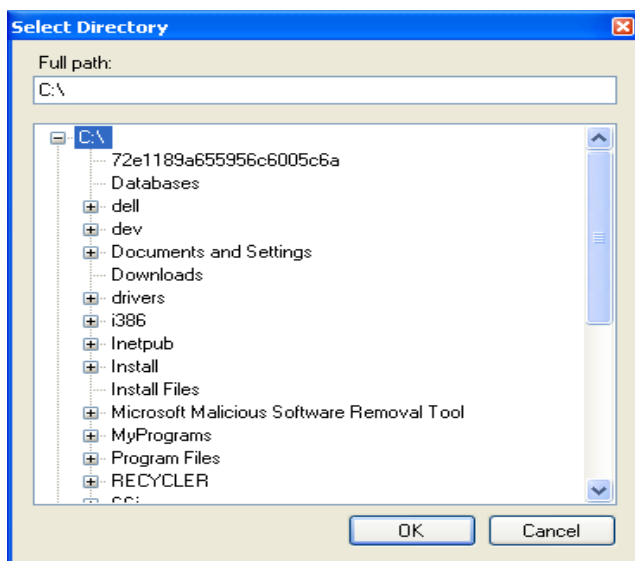 Select Directory
Full path:
C:\
C:\
72e1189a655956c6005c6a
Databases
dell
dev
Documents and Settings
Downloads
drivers
i386
Inetpub
Install
Install Files
Microsoft Malicious Software Removal Tool
MyPrograms
Program Files
RECYCLER
OK Cancel